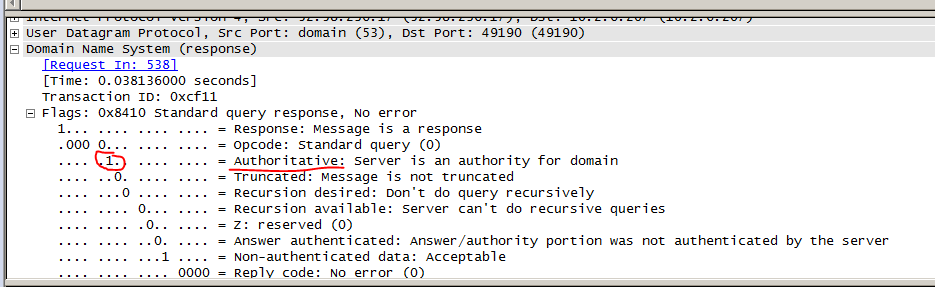 User Datagram Protocol, Src Port: domain (53), Dst Port: 49190 (49190)
Domain Name System (response)
[Request In: 538]
[Time: 0.038136000 seconds]
Transaction ID: 0xcf11
Flags: 0x8410 Standard query response, No error
1... .... .... .... = Response: Message is a response
.000 0... .... .... = Opcode: Standard query (0)
.... .1.. .... .... = Authoritative: Server is an authority for domain
.... ..0. .... .... = Truncated: Message is not truncated
.... ...0 .... .... = Recursion desired: Don't do query recursively
.... .... 0... .... = Recursion available: Server can't do recursive queries
.... .... .0.. .... = Z: reserved (0)
.... .... ..0. .... = Answer authenticated: Answer/authority portion was not authenticated by the server
.... .... ...1 .... = Non-authenticated data: Acceptable
.... .... .... 0000 = Reply code: No error (0)